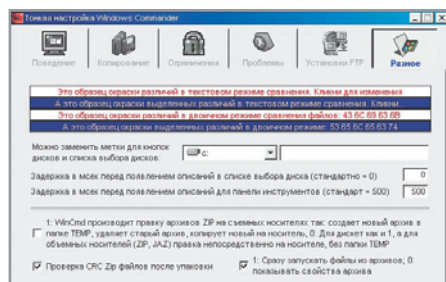 Тонкая настройка Windows Commander
Поведение Копирование Ограничения Проблемы Установки FTP Разное
Это образец окраски различий в текстовом режиме сравнения. Кликни для изменения
А это образец окраски выделенных различий в текстовом режиме сравнения. Кликни...
Это образец окраски различий в двоичном режиме сравнения файлов: 43 6C 69 63 6B
А это образец окраски выделенных различий в двоичном режиме: 53 65 6C 65 63 74
Можно заменить метки для кнопок
дисков и списка выбора дисков:
c:
Задержка в мсек перед появлением описаний в списке выбора диска (стандартно = 0) 0
Задержка в мсек перед появлением описаний для панели инструментов (стандарт = 500) 500
1: WinCmd производит правку архивов ZIP на съемных носителях так: создает новый архив в
папке TEMP, удаляет старый архив, копирует новый на носитель, 0: Для дискет как и 1, а для
объемных носителей (ZIP, JAZ) правка непосредственно на носителе, без папки TEMP
Проверка CRC Zip файлов после упаковки
1: Сразу запускать файлы из архивов; 0:
показывать свойства архива